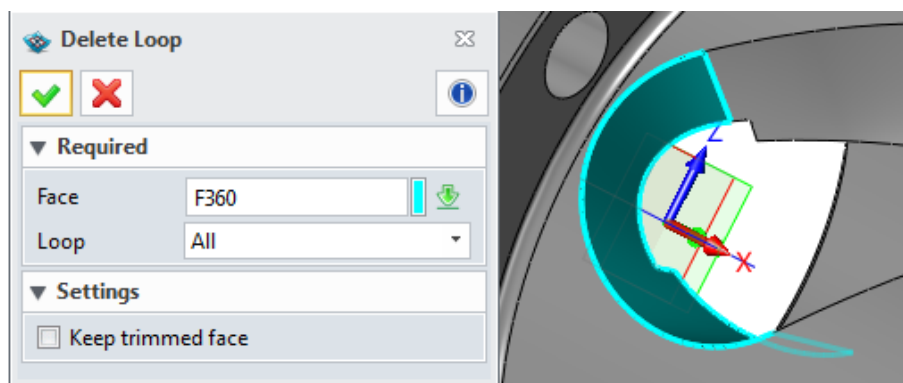 Delete Loop
Required
Face F360
Loop All
Settings
Keep trimmed face
Z
X